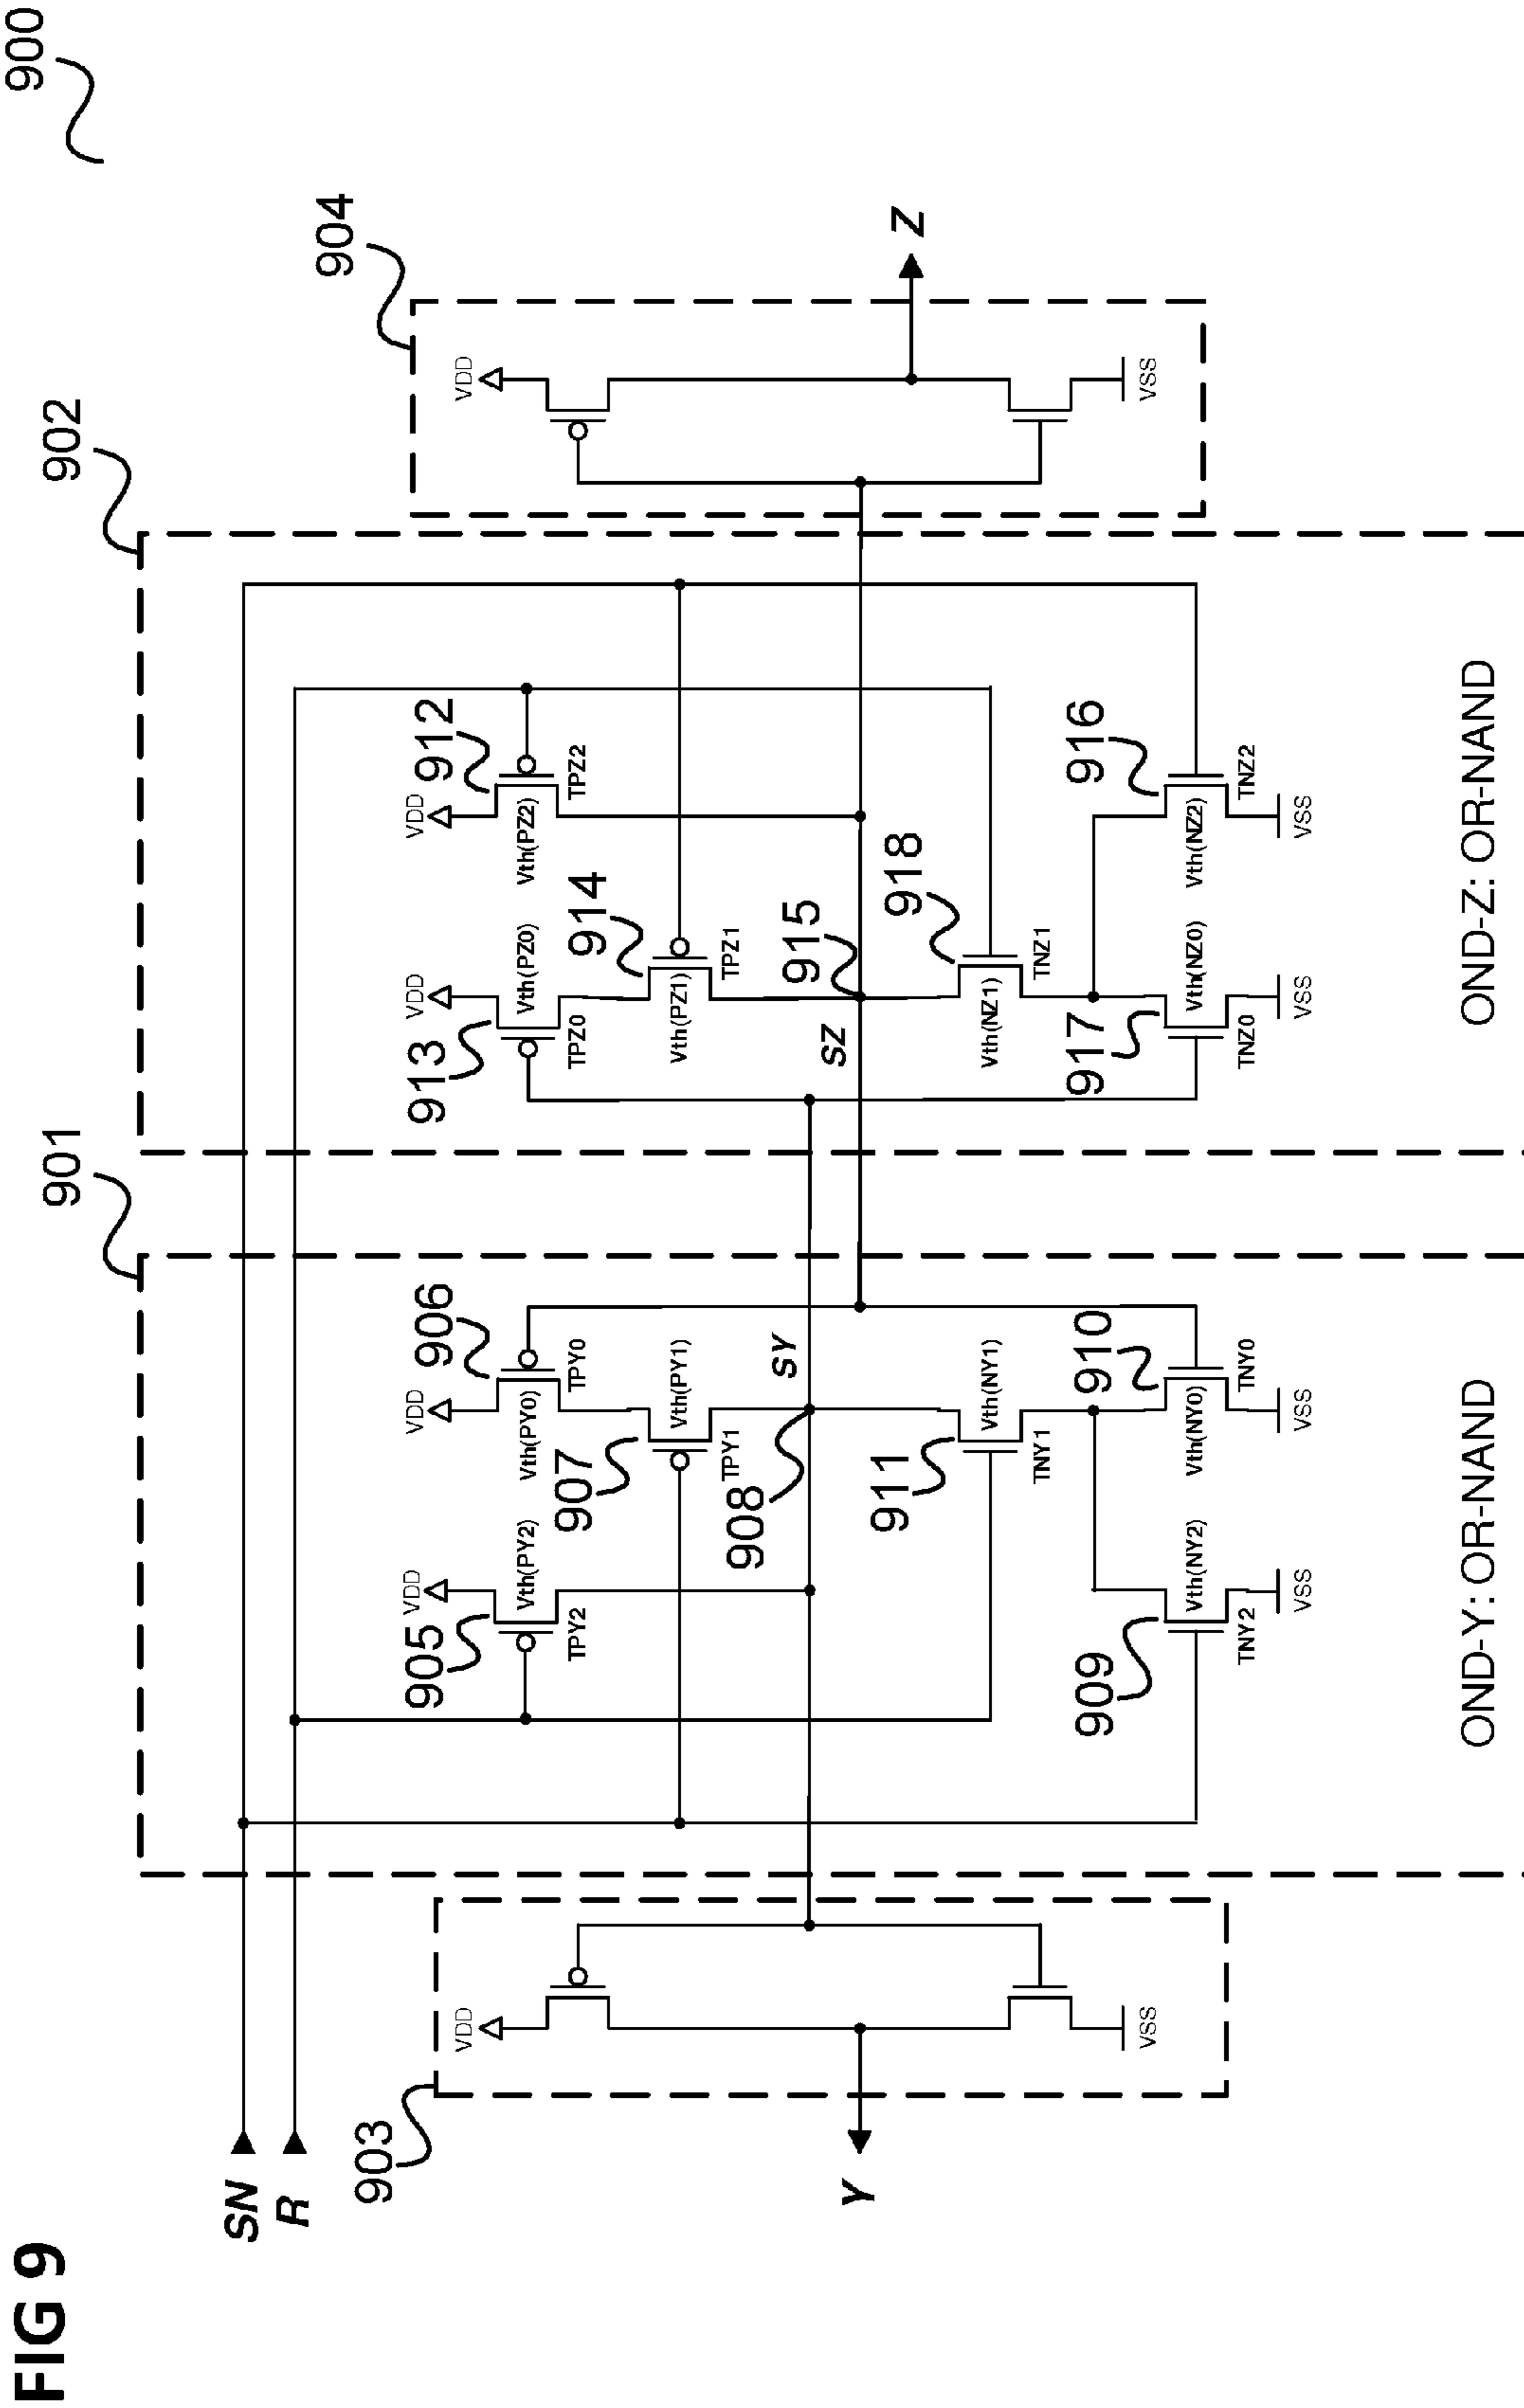 FIG 9
900
901
902
903
904
SN
R
Y
Z
VDD
VSS
VDD
905
Vth(PY2)
TPY2
VDD
906
Vth(PY0)
TPY0
907
Vth(PY1)
TPY1
908
SY
911
Vth(NY1)
TNY1
909
Vth(NY2)
TNY2
VSS
910
Vth(NY0)
TNY0
VSS
OND-Y: OR-NAND
VDD
913
Vth(PZ0)
TPZ0
VDD
912
Vth(PZ2)
TPZ2
914
Vth(PZ1)
TPZ1
915
SZ
918
Vth(NZ1)
TNZ1
917
Vth(NZ0)
TNZ0
VSS
916
Vth(NZ2)
TNZ2
VSS
OND-Z: OR-NAND
VDD
VSS